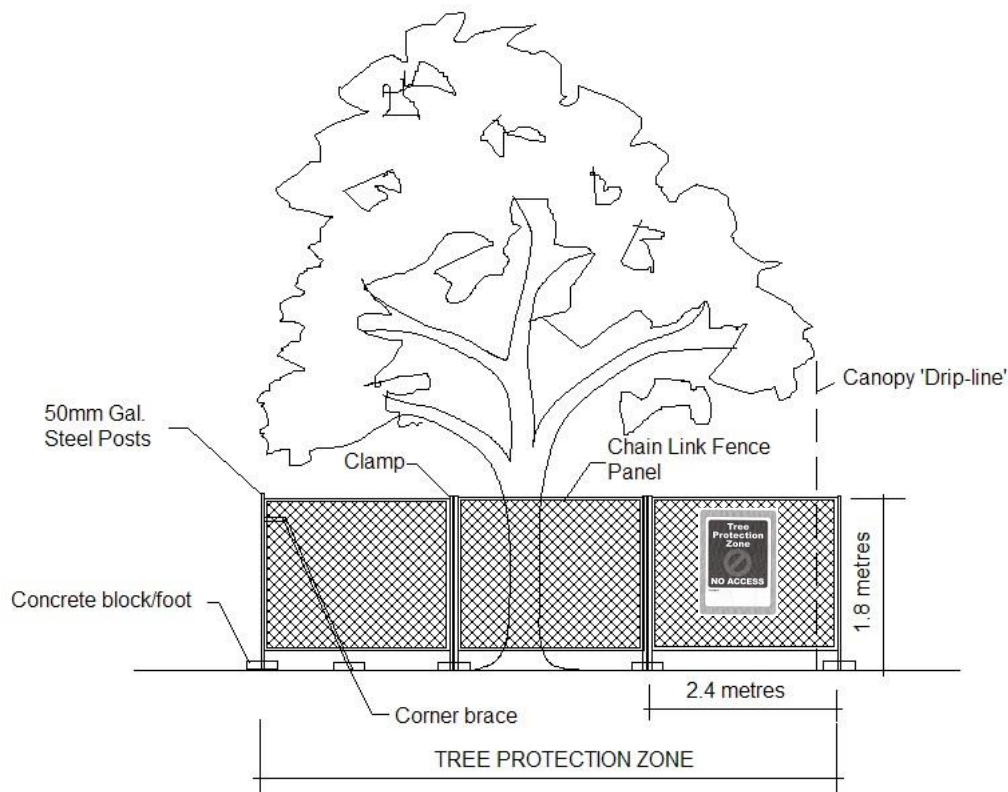 Canopy 'Drip-line'
50mm Gal.
Steel Posts
Clamp
Chain Link Fence
Panel
Tree
Protection
Zone
NO ACCESS
1.8 metres
Concrete block/foot
2.4 metres
Corner brace
TREE PROTECTION ZONE